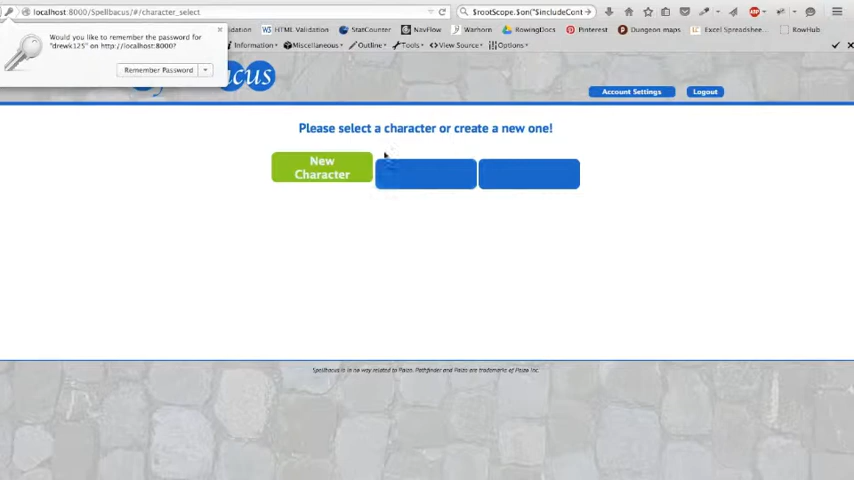 localhost:8000/Spellbacus/#/character_select
$rootScope.$on("$includeCont
Would you like to remember the password for
"drewk125" on http://localhost:8000?
Remember Password
dation
HTML Validation
StatCounter
NavFlow
Warhorn
RowingDocs
Pinterest
Dungeon maps
Excel Spreadshee...
RowHub
Information
Miscellaneous
Outline
Tools
View Source
Options
acus
Account Settings
Logout
Please select a character or create a new one!
New
Character
Spellbacus is in no way related to Paizo. Pathfinder and Paizo are trademarks of Paizo Inc.